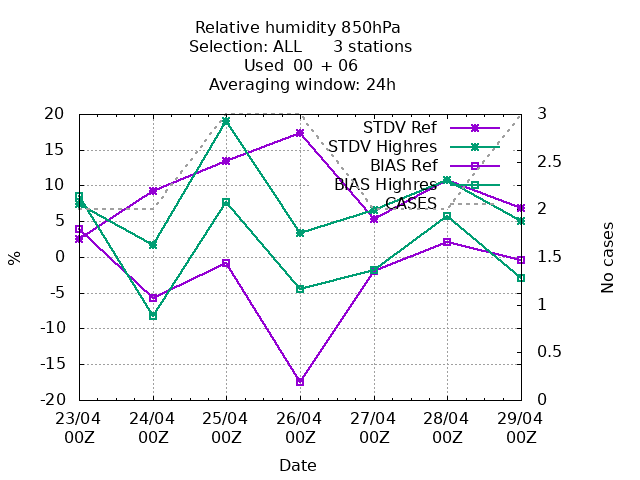 Relative humidity 850hPa
Selection: ALL 3 stations
Used 00 + 06
Averaging window: 24h
20
15
10
5
0
-5
-10
-15
-20
%
3
2.5
2
1.5
1
0.5
0
No cases
STDV Ref
STDV Highres
BIAS Ref
BIAS Highres
CASES
23/04 24/04 25/04 26/04 27/04 28/04 29/04
00Z 00Z 00Z 00Z 00Z 00Z 00Z
Date